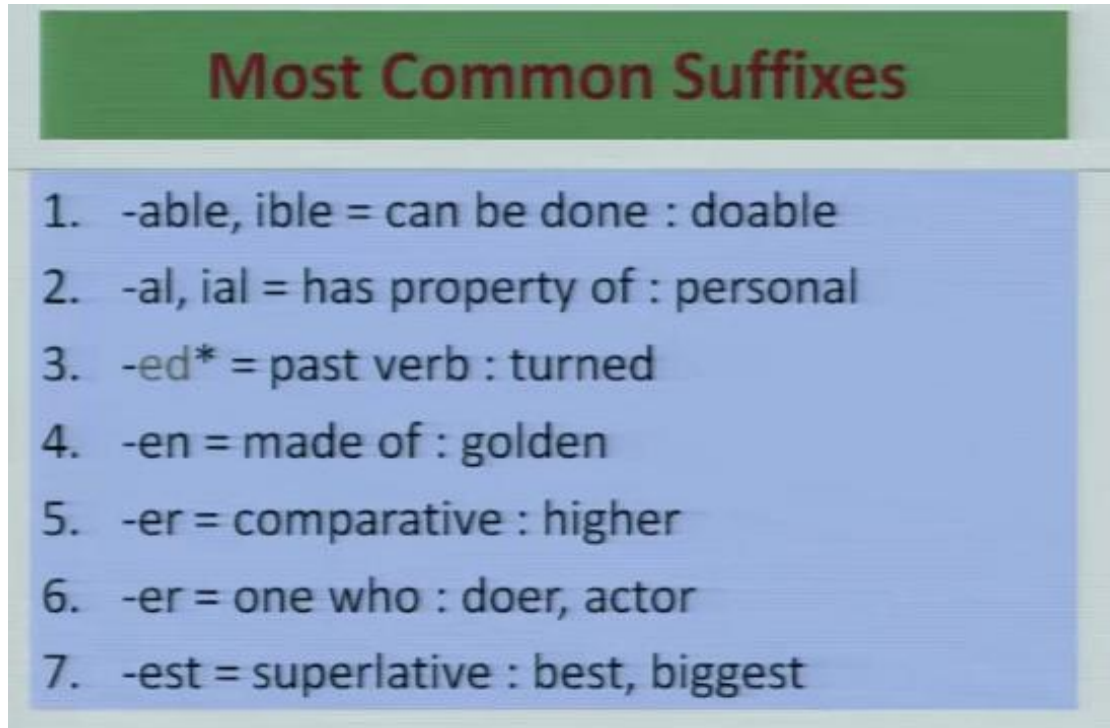 Most Common Suffixes
1. -able, ible = can be done : doable
2. -al, ial = has property of : personal
3. -ed* = past verb : turned
4. -en = made of : golden
5. -er = comparative : higher
6. -er = one who : doer, actor
7. -est = superlative : best, biggest